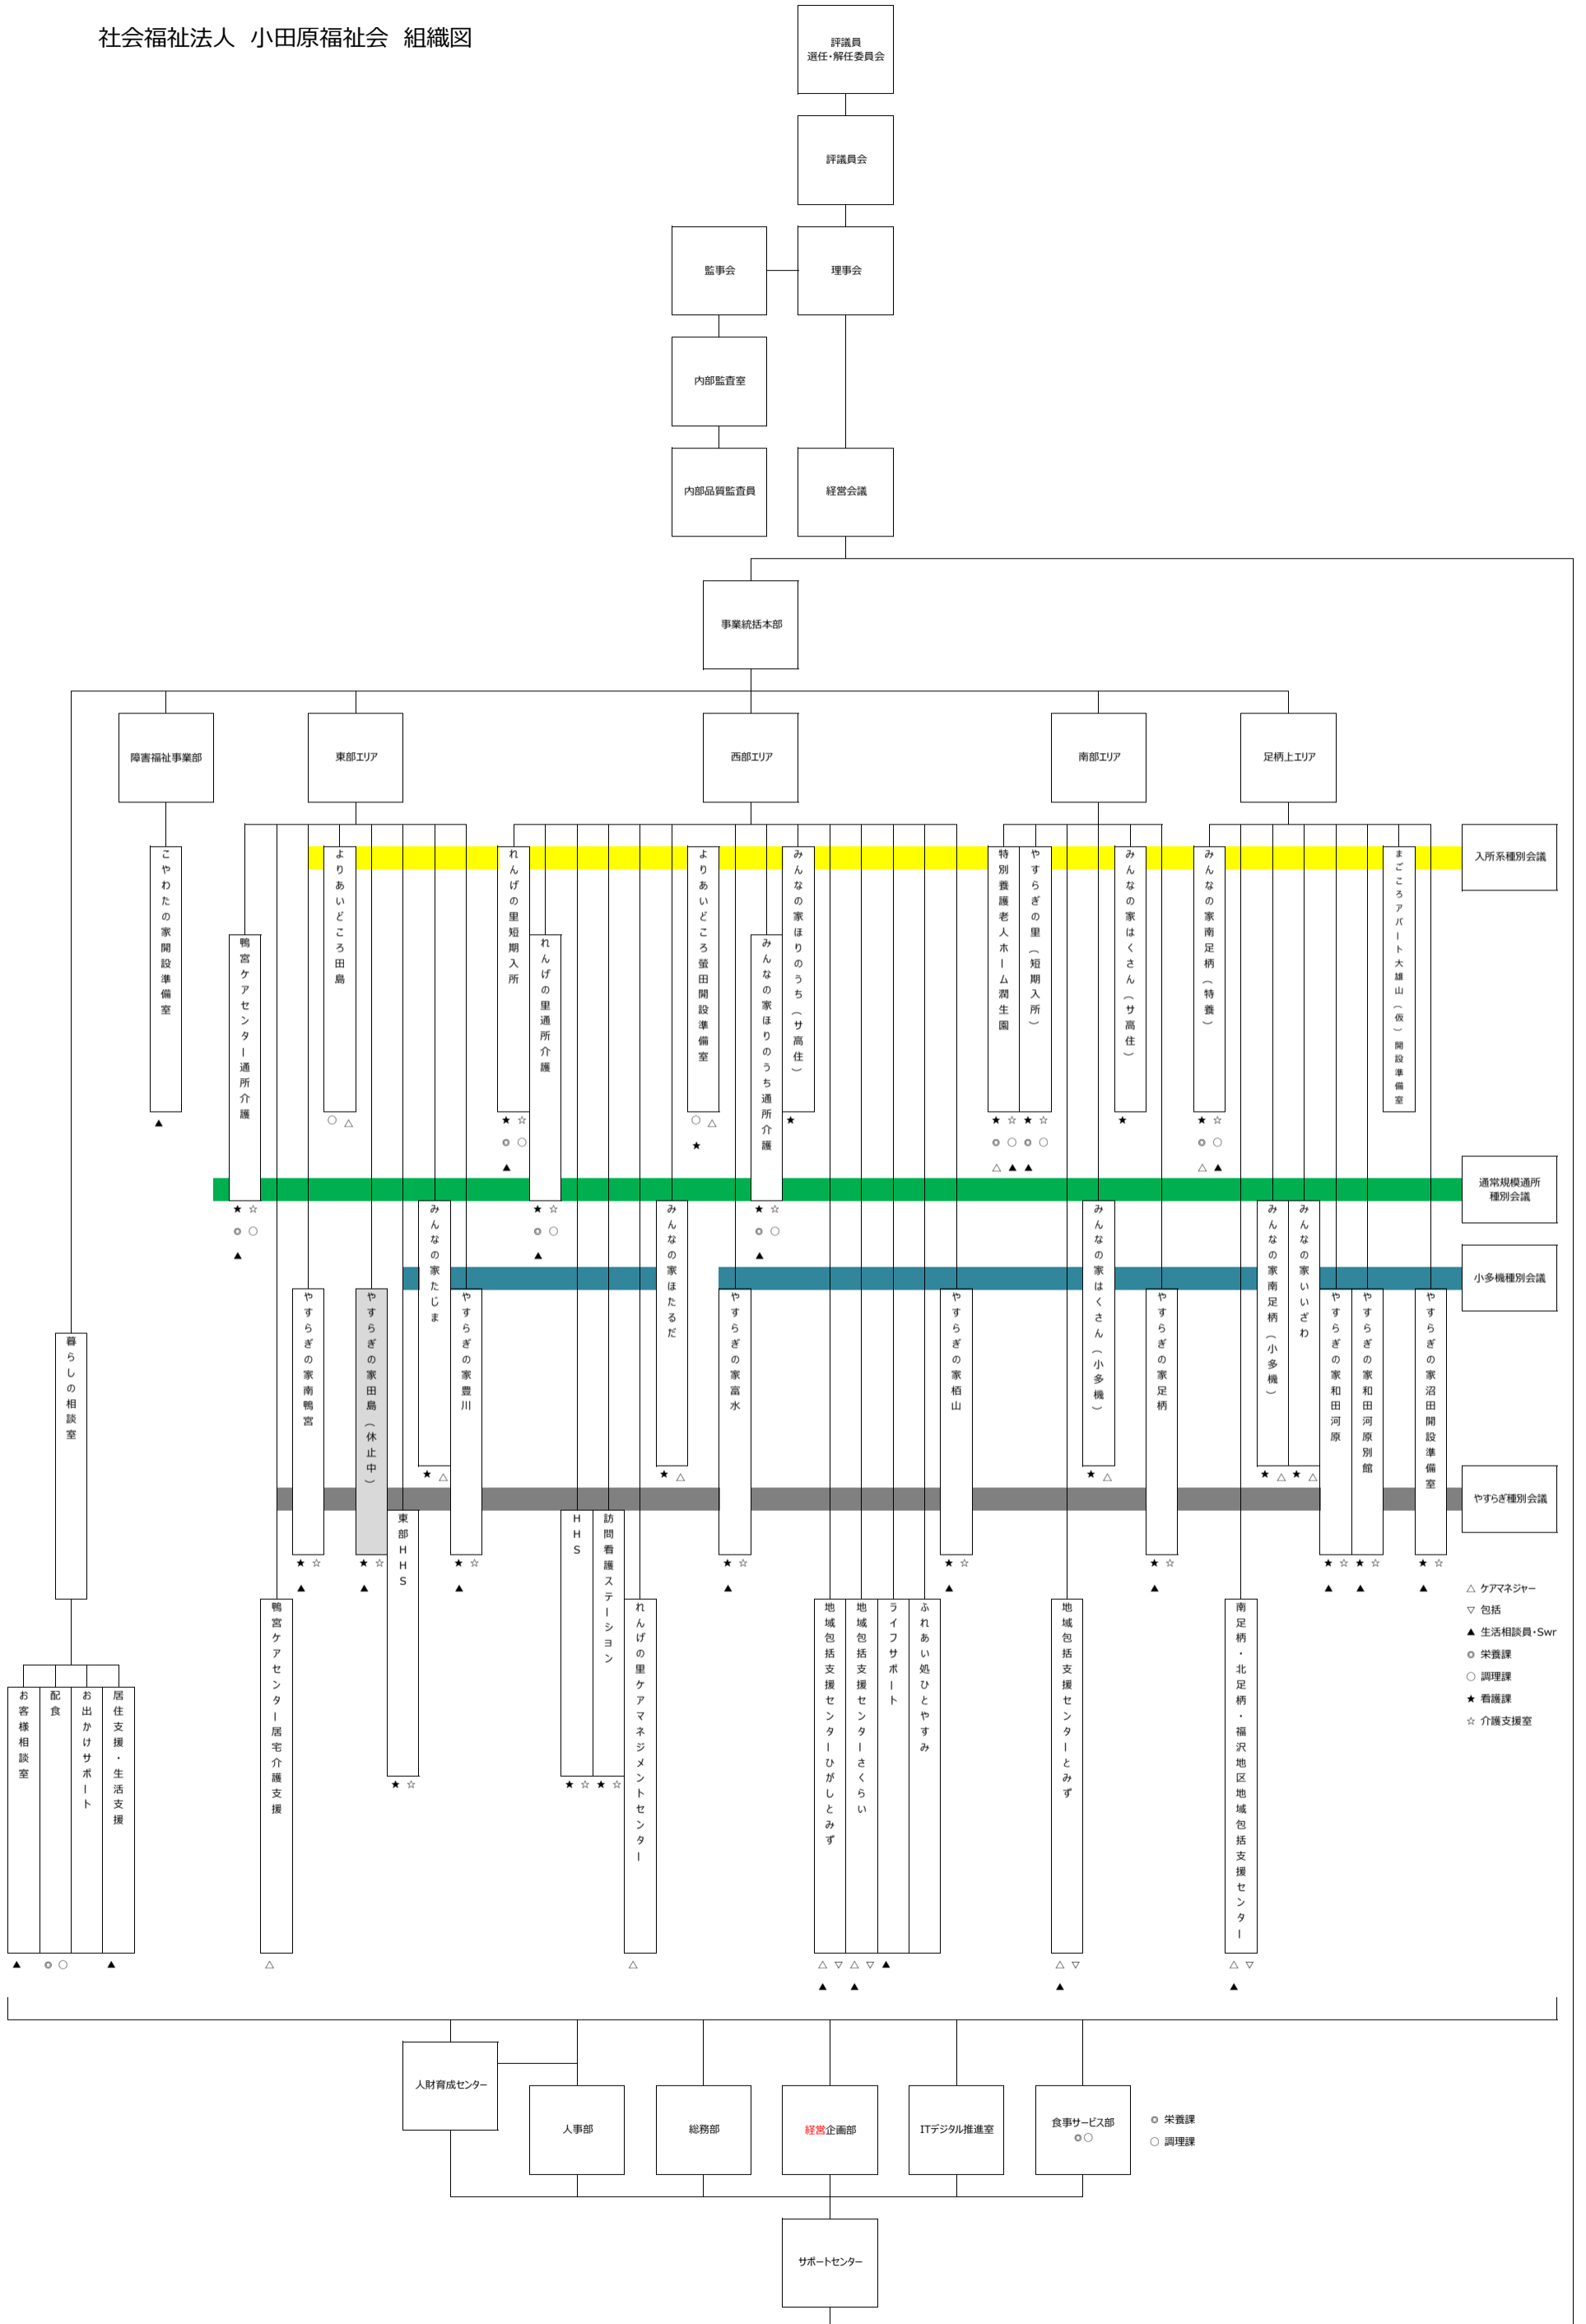 社会福祉法人　小田原福祉会　組織図
評議員
選任・解任委員会
評議員会
監事会
理事会
内部監査室
内部品質監査員
経営会議
事業統括本部
障害福祉事業部
東部エリア
西部エリア
南部エリア
足柄上エリア
入所系種別会議
こやわたの家開設準備室
▲
鴨宮ケアセンター通所介護
★ ☆
◎ ○
▲
よりあいどころ田島
○ △
れんげの里短期入所
★ ☆
◎ ○
▲
れんげの里通所介護
★ ☆
◎ ○
▲
よりあいどころ螢田開設準備室
○ △
★
みんなの家ほりのうち通所介護
★ ☆
◎ ○
▲
みんなの家ほりのうち（サ高住）
★
特別養護老人ホーム潤生園
★ ☆
◎ ○
△ ▲
やすらぎの里（短期入所）
★ ☆
◎ ○
▲
みんなの家はくさん（サ高住）
★
みんなの家南足柄（特養）
★ ☆
◎ ○
△ ▲
まごころアパート大雄山（仮）開設準備室
通常規模通所
種別会議
小多機種別会議
みんなの家たじま
★ △
みんなの家ほたるだ
★ △
みんなの家はくさん（小多機）
★ △
みんなの家南足柄（小多機）
★ △
みんなの家いいざわ
★ △
やすらぎの家南鴨宮
★ ☆
▲
やすらぎの家田島（休止中）
★ ☆
▲
やすらぎの家豊川
★ ☆
▲
やすらぎの家富水
★ ☆
▲
やすらぎの家栢山
★ ☆
▲
やすらぎの家足柄
★ ☆
▲
やすらぎの家和田河原
★ ☆
▲
やすらぎの家和田河原別館
★ ☆
▲
やすらぎの家沼田開設準備室
★ ☆
▲
やすらぎ種別会議
暮らしの相談室
東部HHS
★ ☆
HHS
★ ☆
訪問看護ステーション
★ ☆
△ ケアマネジャー
▽ 包括
▲ 生活相談員・Swr
◎ 栄養課
○ 調理課
★ 看護課
☆ 介護支援室
お客様相談室
▲
配食
◎ ○
お出かけサポート
居住支援・生活支援
▲
鴨宮ケアセンター居宅介護支援
△
れんげの里ケアマネジメントセンター
△
地域包括支援センターひがしとみず
△ ▽
▲
地域包括支援センターさくらい
△ ▽
▲
ライフサポート
▲
ふれあい処ひとやすみ
地域包括支援センターとみず
△ ▽
▲
南足柄・北足柄・福沢地区地域包括支援センター
△ ▽
▲
人財育成センター
人事部
総務部
経営企画部
ITデジタル推進室
食事サービス部
◎○
◎ 栄養課
○ 調理課
サポートセンター